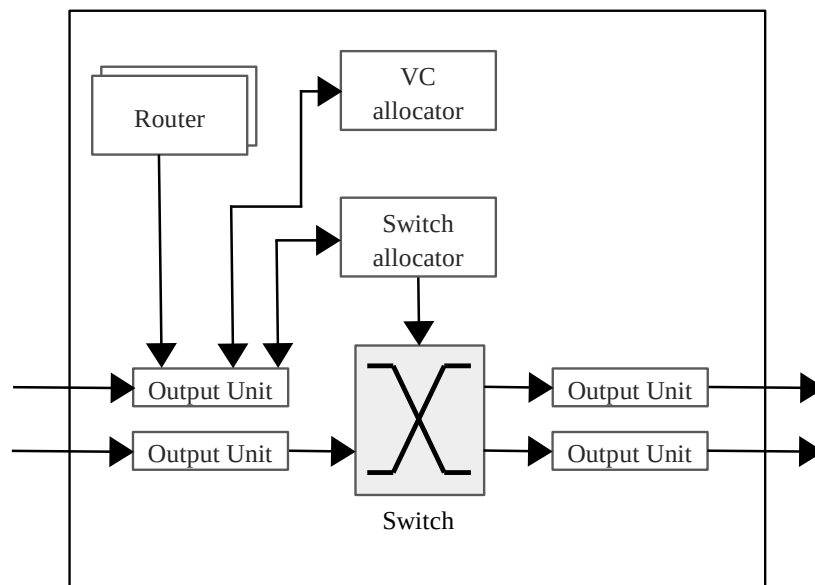 VC
allocator
Router
Switch
allocator
Output Unit
Output Unit
Output Unit
Output Unit
Switch